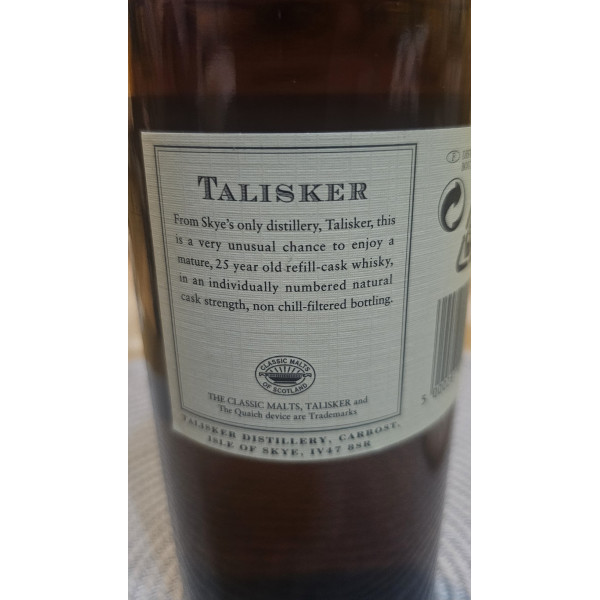 TALISKER
From Skye's only distillery, Talisker, this
is a very unusual chance to enjoy a
mature, 25 year old refill-cask whisky,
in an individually numbered natural
cask strength, non chill-filtered bottling.
CLASSIC MALTS
OF SCOTLAND
THE CLASSIC MALTS, TALISKER and
The Quaich device are Trademarks
TALISKER DISTILLERY, CARBOST,
ISLE OF SKYE, IV47 8SR